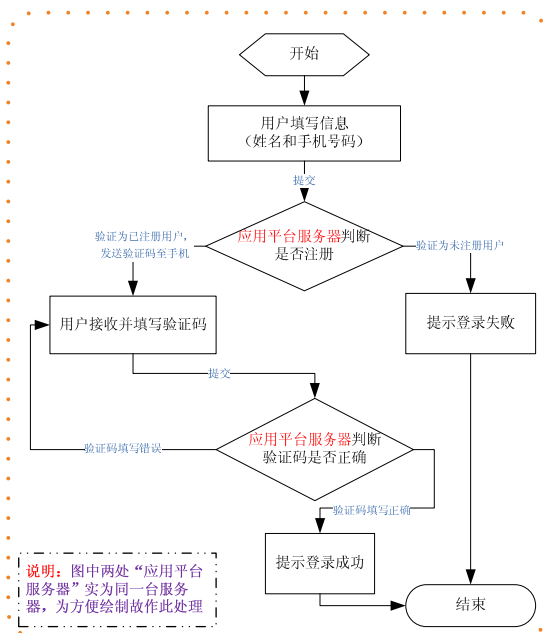 开始
用户填写信息
（姓名和手机号码）
提交
应用平台服务器判断
是否注册
验证为已注册用户，
发送验证码至手机
验证为未注册用户
用户接收并填写验证码
提示登录失败
提交
应用平台服务器判断
验证码是否正确
验证码填写错误
验证码填写正确
提示登录成功
说明：图中两处“应用平台
服务器”实为同一台服务
器，为方便绘制故作此处理
结束